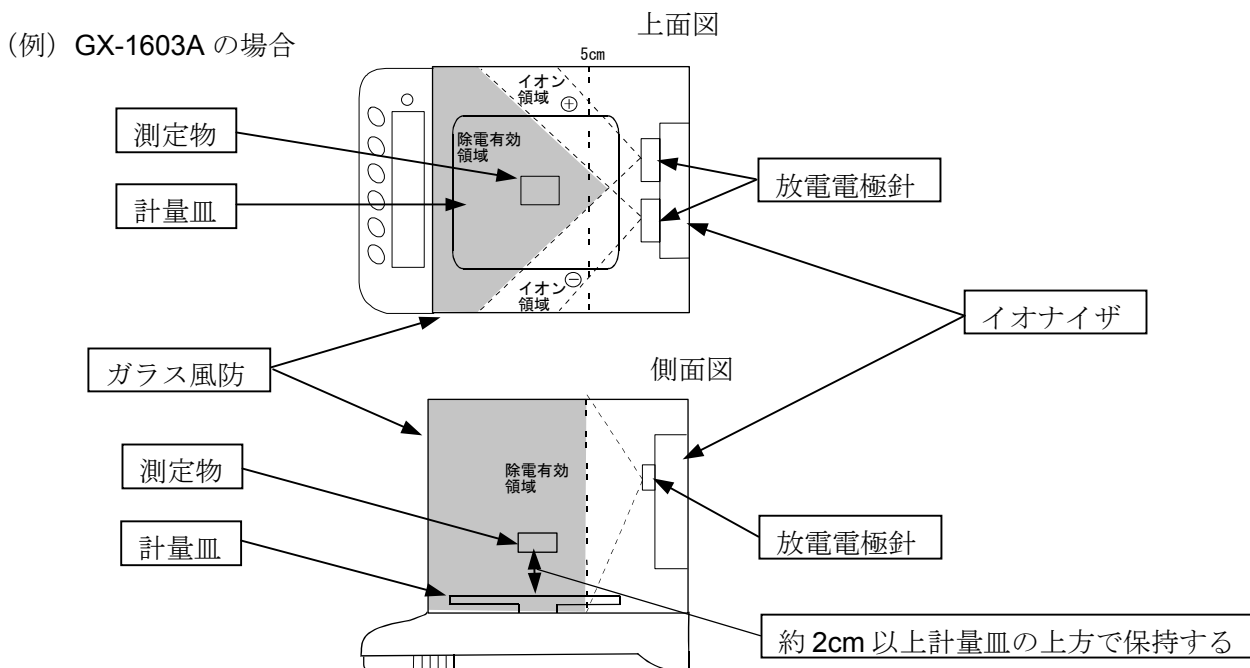 （例）GX-1603A の場合
上面図
5cm
イオン
領域
＋
除電有効
領域
測定物
計量皿
放電電極針
－
イオン
領域
イオナイザ
ガラス風防
側面図
測定物
除電有効
領域
計量皿
放電電極針
約 2cm 以上計量皿の上方で保持する